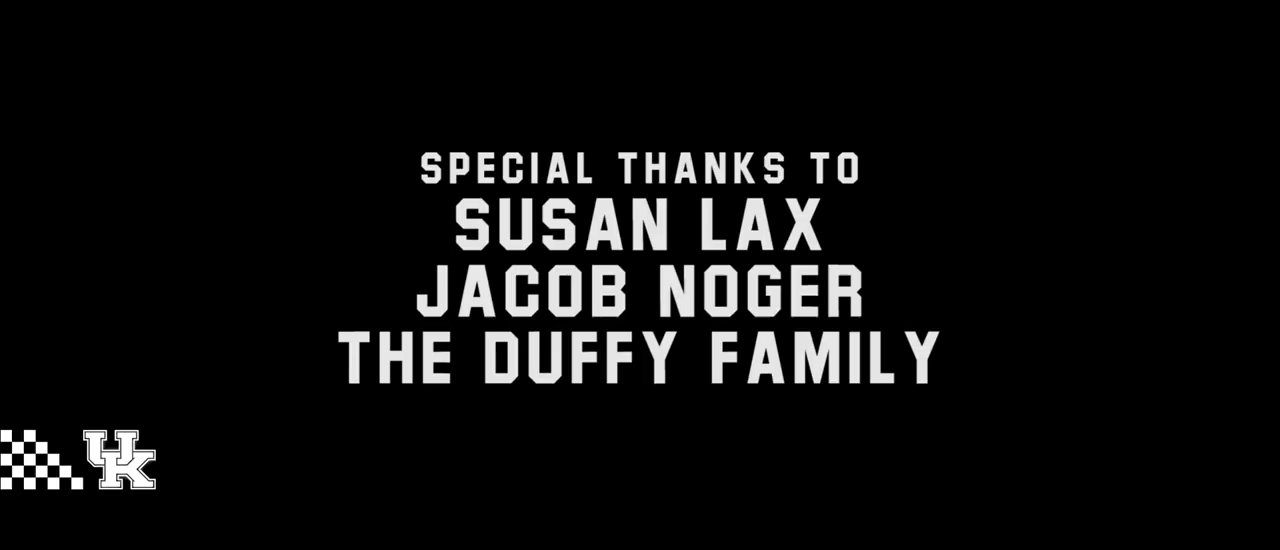 SPECIAL THANKS TO
SUSAN LAX
JACOB NOGER
THE DUFFY FAMILY
UK